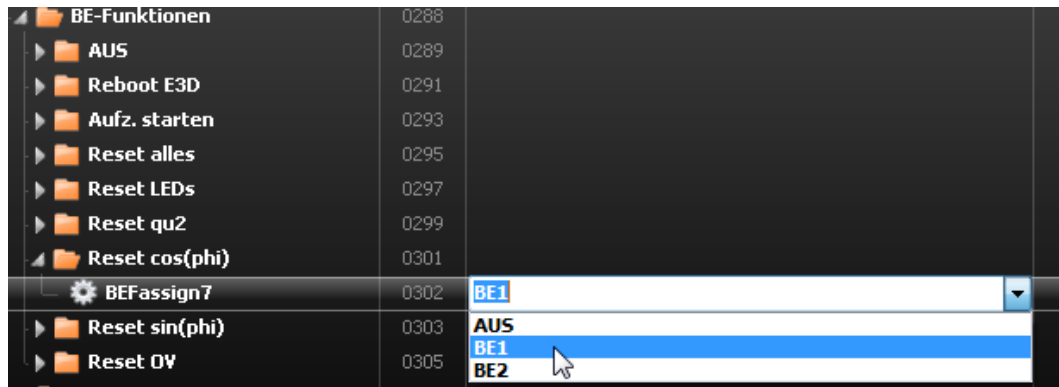 BE-Funktionen 0288
AUS 0289
Reboot E3D 0291
Aufz. starten 0293
Reset alles 0295
Reset LEDs 0297
Reset qu2 0299
Reset cos(phi) 0301
BEFassign7 0302 BE1
Reset sin(phi) 0303 AUS
BE1
Reset OV 0305 BE2